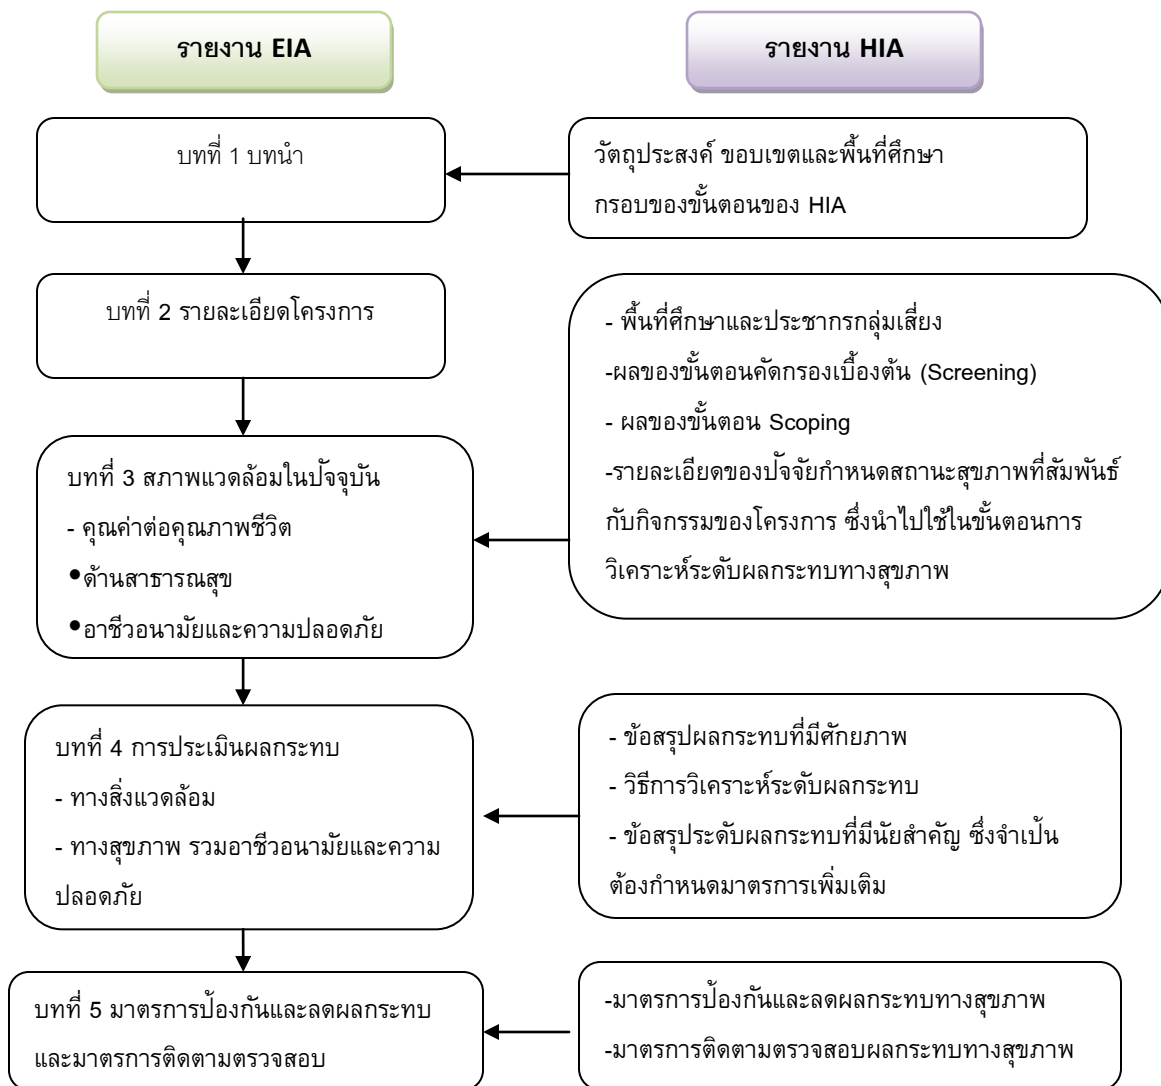 รายงาน EIA
รายงาน HIA
บทที่ 1 บทนำ
วัตถุประสงค์ ขอบเขตและพื้นที่ศึกษา
กรอบของขั้นตอนของ HIA
บทที่ 2 รายละเอียดโครงการ
- พื้นที่ศึกษาและประชากรกลุ่มเสี่ยง
-ผลของขั้นตอนคัดกรองเบื้องต้น (Screening)
- ผลของขั้นตอน Scoping
-รายละเอียดของปัจจัยกำหนดสถานะสุขภาพที่สัมพันธ์
กับกิจกรรมของโครงการ ซึ่งนำไปใช้ในขั้นตอนการ
วิเคราะห์ระดับผลกระทบทางสุขภาพ
บทที่ 3 สภาพแวดล้อมในปัจจุบัน
- คุณค่าต่อคุณภาพชีวิต
•ด้านสาธารณสุข
•อาชีวอนามัยและความปลอดภัย
บทที่ 4 การประเมินผลกระทบ
- ทางสิ่งแวดล้อม
- ทางสุขภาพ รวมอาชีวอนามัยและความ
ปลอดภัย
- ข้อสรุปผลกระทบที่มีศักยภาพ
- วิธีการวิเคราะห์ระดับผลกระทบ
- ข้อสรุประดับผลกระทบที่มีนัยสำคัญ ซึ่งจำเป็น
ต้องกำหนดมาตรการเพิ่มเติม
บทที่ 5 มาตรการป้องกันและลดผลกระทบ
และมาตรการติดตามตรวจสอบ
-มาตรการป้องกันและลดผลกระทบทางสุขภาพ
-มาตรการติดตามตรวจสอบผลกระทบทางสุขภาพ